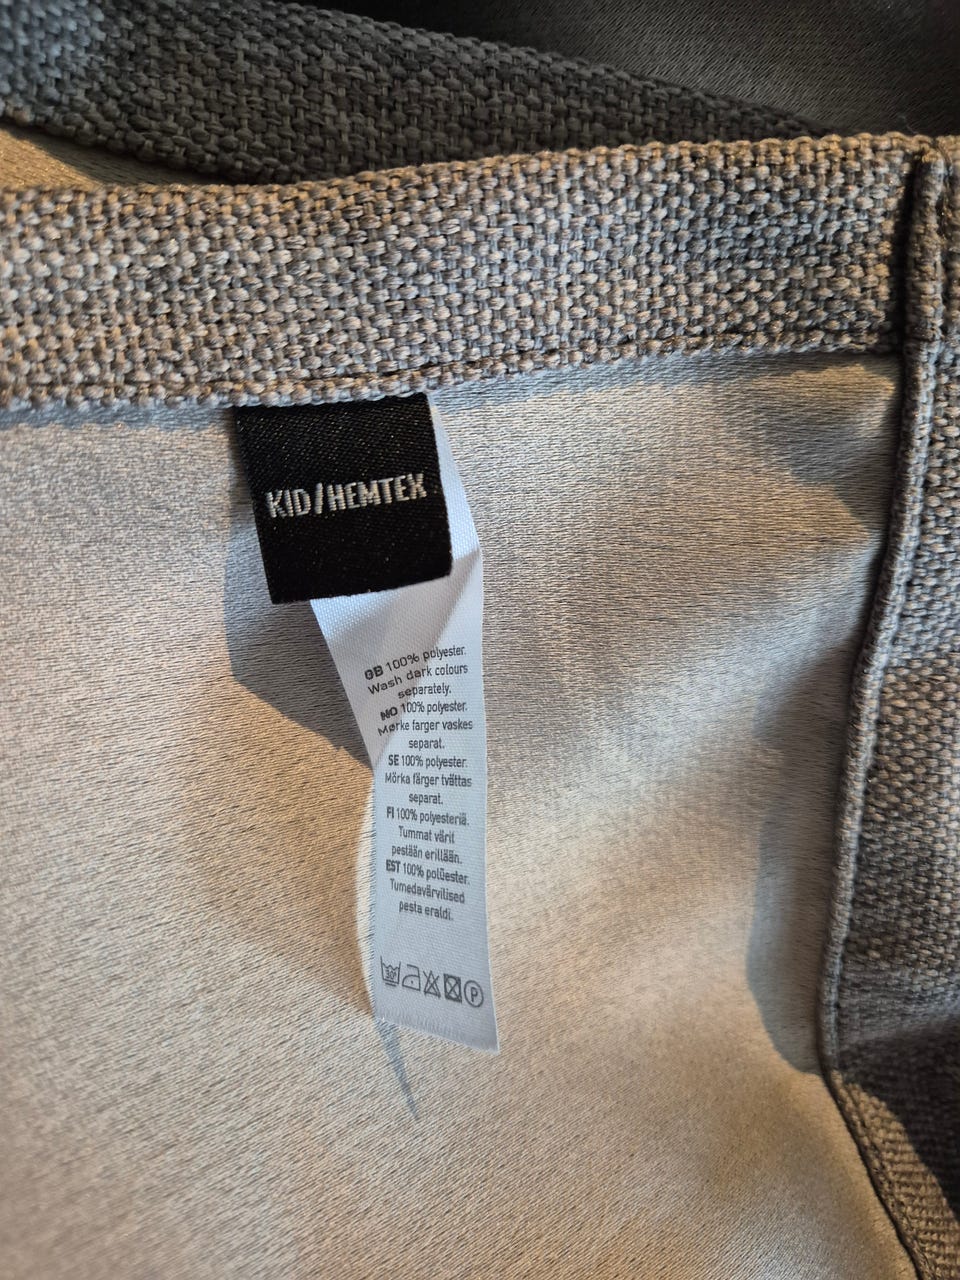 KID/HEMTEX
GB 100% polyester.
Wash dark colours
separately.
NO 100% polyester.
Mørke farger vaskes
separat.
SE 100% polyester.
Mörka färger tvättas
separat.
FI 100% polyesteriä.
Tummat värit
pestään erillään.
EST 100% polüester.
Tumedavärvilised
pesta eraldi.
30°
P